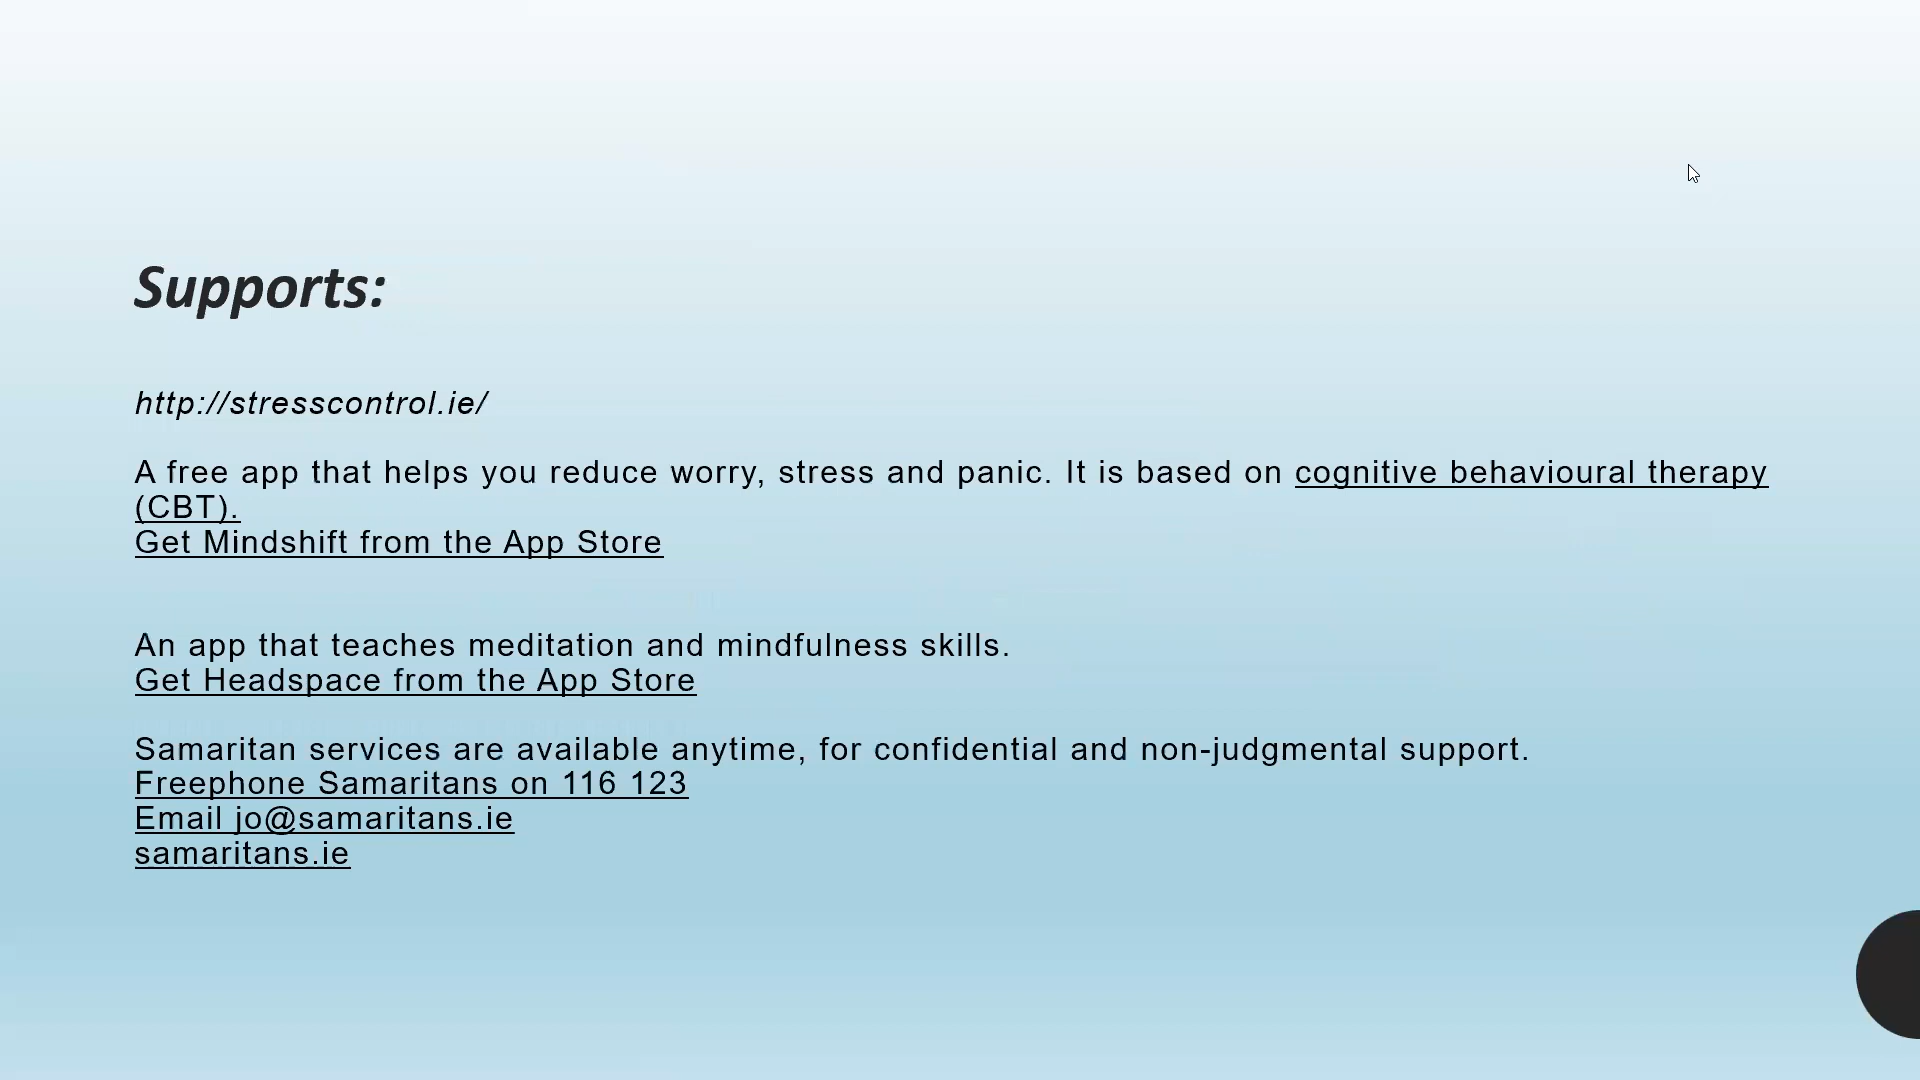 Supports:
http://stresscontrol.ie/
A free app that helps you reduce worry, stress and panic. It is based on cognitive behavioural therapy
(CBT).
Get Mindshift from the App Store
An app that teaches meditation and mindfulness skills.
Get Headspace from the App Store
Samaritan services are available anytime, for confidential and non-judgmental support.
Freephone Samaritans on 116 123
Email jo@samaritans.ie
samaritans.ie